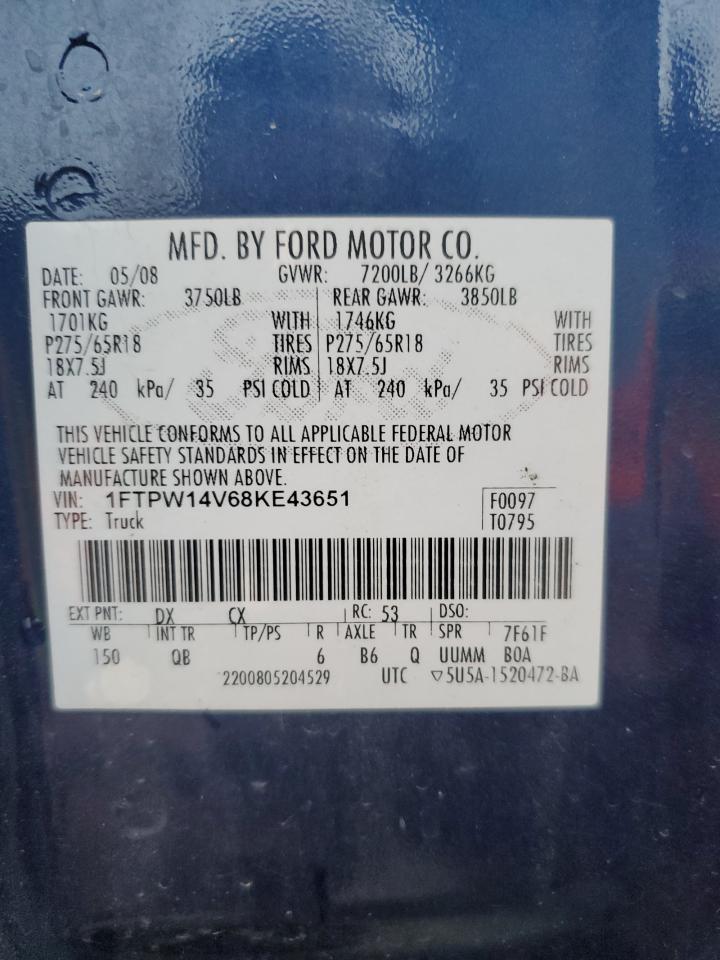 MFD. BY FORD MOTOR CO.
DATE: 05/08 GVWR: 7200LB/ 3266KG
FRONT GAWR: 3750LB REAR GAWR: 3850LB
1701KG WITH 1746KG WITH
P275/65R18 TIRES P275/65R18 TIRES
18X7.5J RIMS 18X7.5J RIMS
AT 240 kPa/ 35 PSI COLD AT 240 kPa/ 35 PSI COLD
THIS VEHICLE CONFORMS TO ALL APPLICABLE FEDERAL MOTOR
VEHICLE SAFETY STANDARDS IN EFFECT ON THE DATE OF
MANUFACTURE SHOWN ABOVE.
VIN: 1FTPW14V68KE43651 F0097
TYPE: Truck T0795
EXT PNT: DX CX RC: 53 DSO:
WB INT TR TP/PS R AXLE TR SPR 7F61F
150 QB 6 B6 Q UUMM BOA
2200805204529 UTC ▽5U5A-1520472-BA